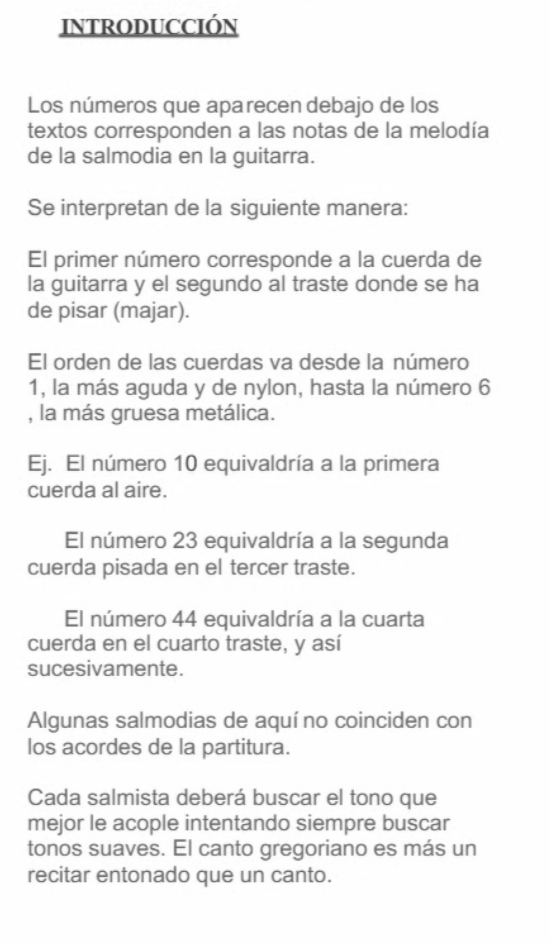 INTRODUCCIÓN
Los números que aparecen debajo de los
textos corresponden a las notas de la melodía
de la salmodia en la guitarra.
Se interpretan de la siguiente manera:
El primer número corresponde a la cuerda de
la guitarra y el segundo al traste donde se ha
de pisar (majar).
El orden de las cuerdas va desde la número
1, la más aguda y de nylon, hasta la número 6
, la más gruesa metálica.
Ej. El número 10 equivaldría a la primera
cuerda al aire.
El número 23 equivaldría a la segunda
cuerda pisada en el tercer traste.
El número 44 equivaldría a la cuarta
cuerda en el cuarto traste, y así
sucesivamente.
Algunas salmodias de aquí no coinciden con
los acordes de la partitura.
Cada salmista deberá buscar el tono que
mejor le acople intentando siempre buscar
tonos suaves. El canto gregoriano es más un
recitar entonado que un canto.